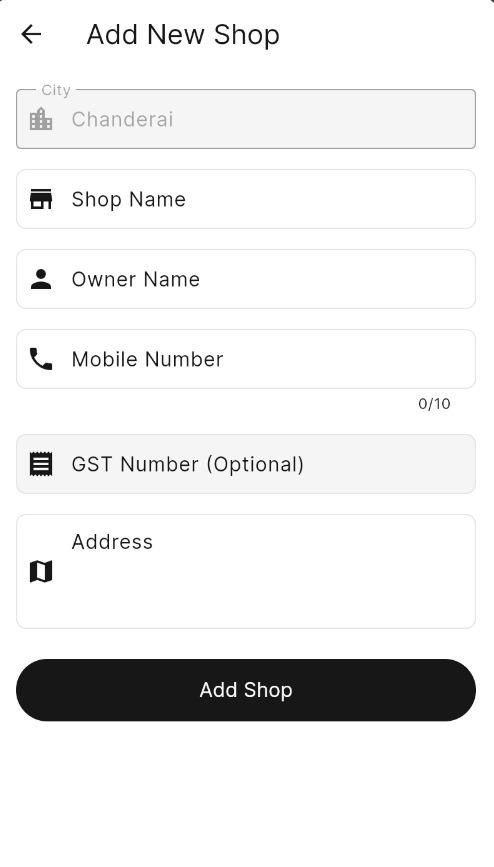 Add New Shop
City
Chanderai
Shop Name
Owner Name
Mobile Number
0/10
GST Number (Optional)
Address
Add Shop